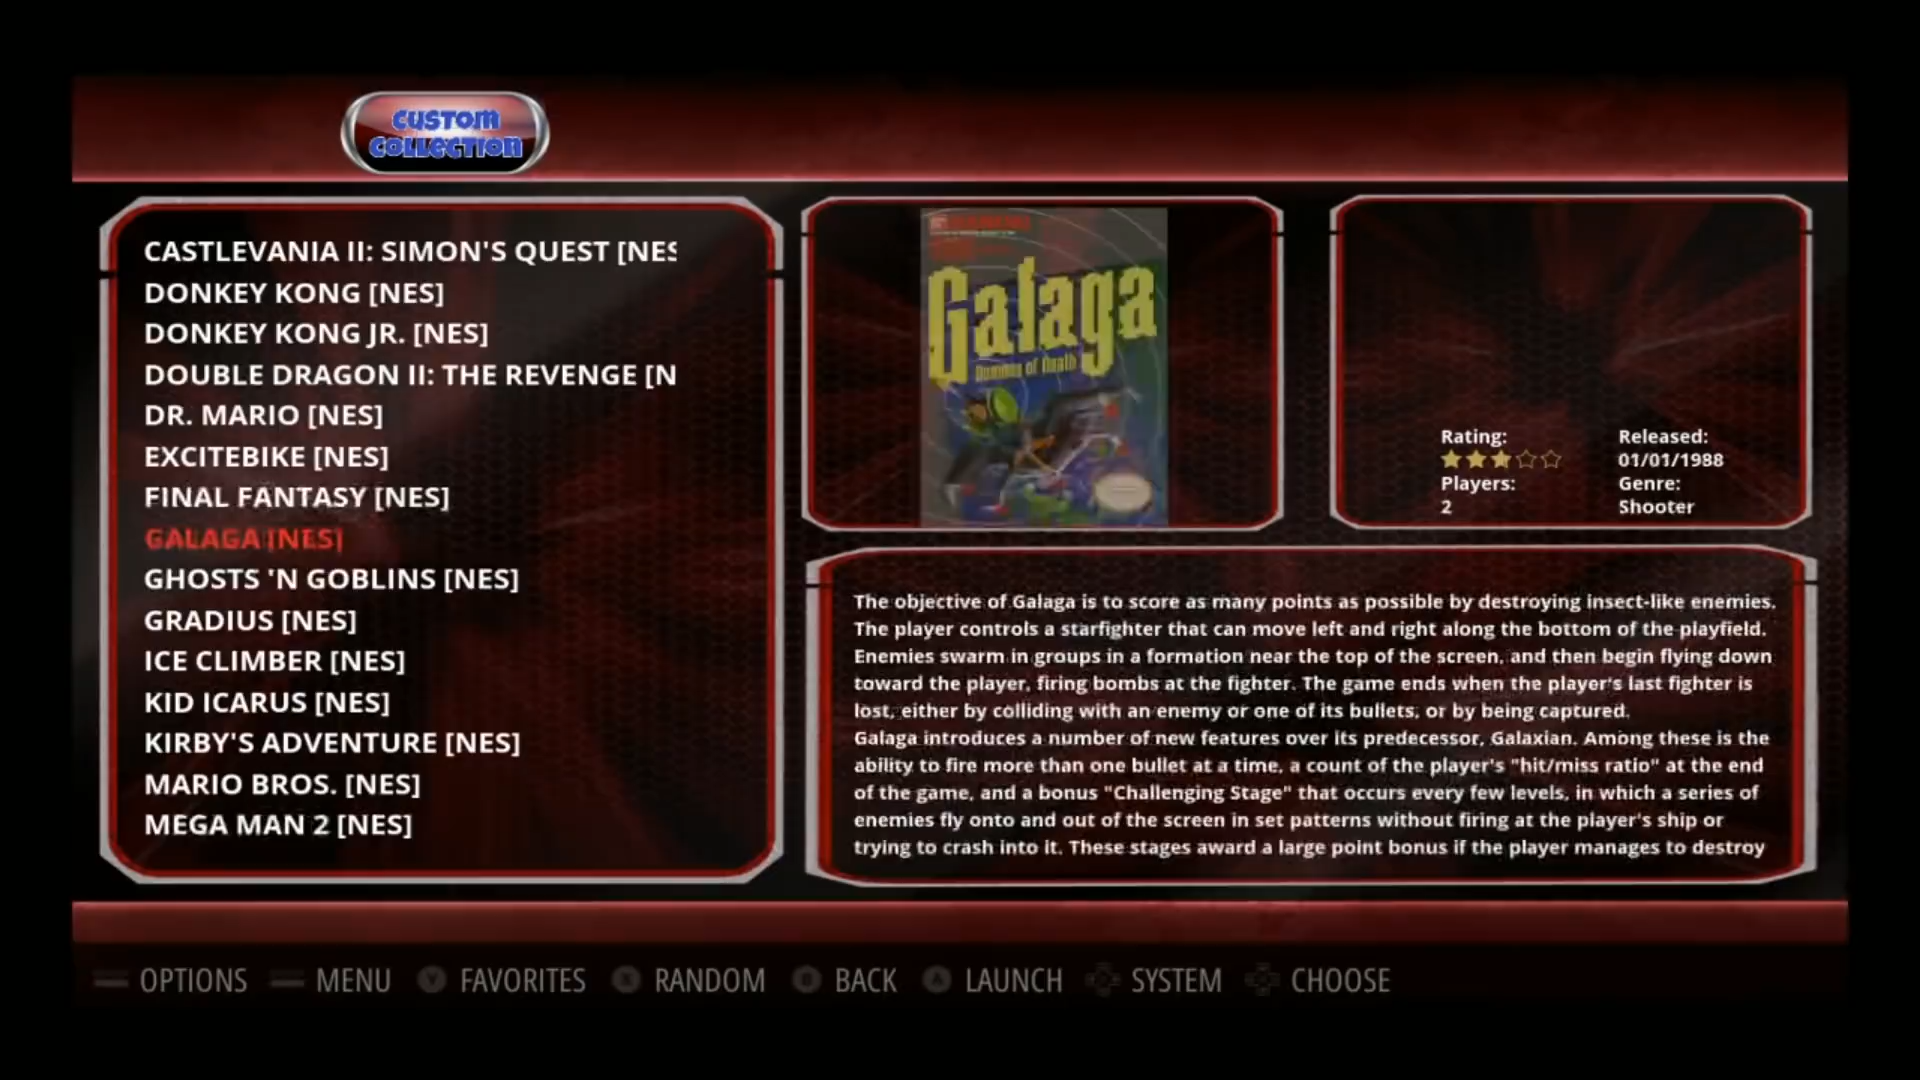 CUSTOM
COLLECTION
CASTLEVANIA II: SIMON'S QUEST [NES
DONKEY KONG [NES]
DONKEY KONG JR. [NES]
DOUBLE DRAGON II: THE REVENGE [N
DR. MARIO [NES]
EXCITEBIKE [NES]
FINAL FANTASY [NES]
GALAGA [NES]
GHOSTS 'N GOBLINS [NES]
GRADIUS [NES]
ICE CLIMBER [NES]
KID ICARUS [NES]
KIRBY'S ADVENTURE [NES]
MARIO BROS. [NES]
MEGA MAN 2 [NES]
Galaga
Demons of Death
Rating:
Players:
2
Released:
01/01/1988
Genre:
Shooter
The objective of Galaga is to score as many points as possible by destroying insect-like enemies.
The player controls a starfighter that can move left and right along the bottom of the playfield.
Enemies swarm in groups in a formation near the top of the screen, and then begin flying down
toward the player, firing bombs at the fighter. The game ends when the player's last fighter is
lost, either by colliding with an enemy or one of its bullets, or by being captured.
Galaga introduces a number of new features over its predecessor, Galaxian. Among these is the
ability to fire more than one bullet at a time, a count of the player's "hit/miss ratio" at the end
of the game, and a bonus "Challenging Stage" that occurs every few levels, in which a series of
enemies fly onto and out of the screen in set patterns without firing at the player's ship or
trying to crash into it. These stages award a large point bonus if the player manages to destroy
OPTIONS MENU Y FAVORITES RANDOM BACK LAUNCH SYSTEM CHOOSE